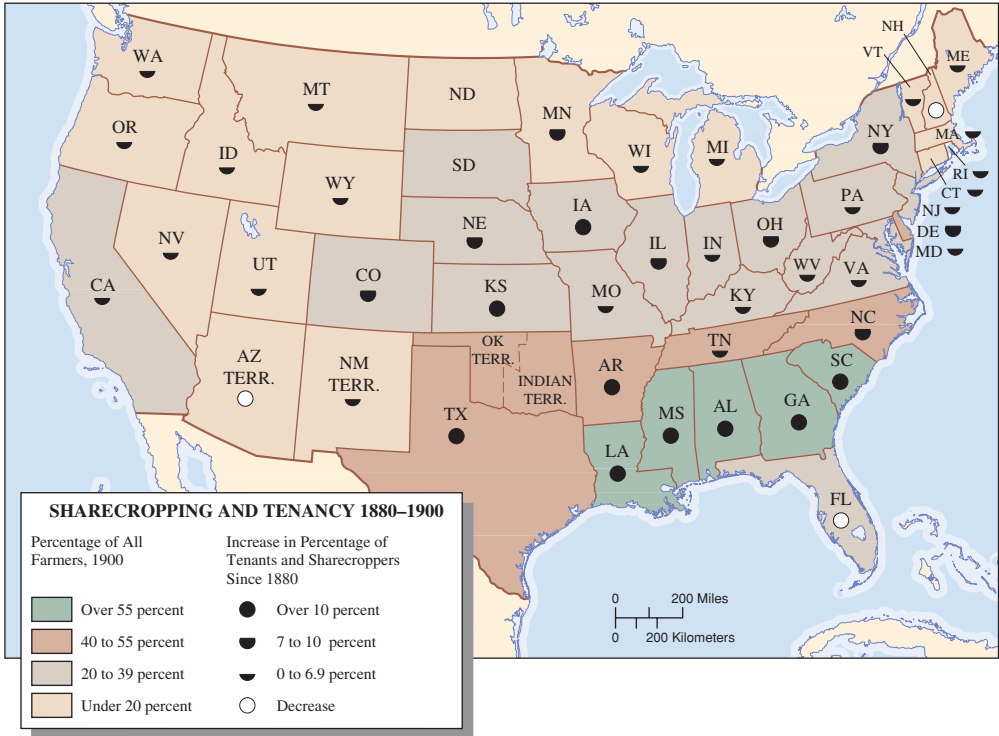 NH
VT
ME
WA
MT
ND
MN
OR
ID
WI
MI
NY
MA
RI
CT
NJ
DE
MD
SD
WY
IA
PA
NE
NV
UT
CO
IL
IN
OH
WV
VA
CA
KS
MO
KY
NC
TN
OK
TERR.
INDIAN
TERR.
AZ
TERR.
NM
TERR.
AR
SC
TX
MS
AL
GA
LA
FL
SHARECROPPING AND TENANCY 1880–1900
Percentage of All
Farmers, 1900
Increase in Percentage of
Tenants and Sharecroppers
Since 1880
Over 55 percent
Over 10 percent
40 to 55 percent
7 to 10 percent
20 to 39 percent
0 to 6.9 percent
Under 20 percent
Decrease
0 200 Miles
0 200 Kilometers